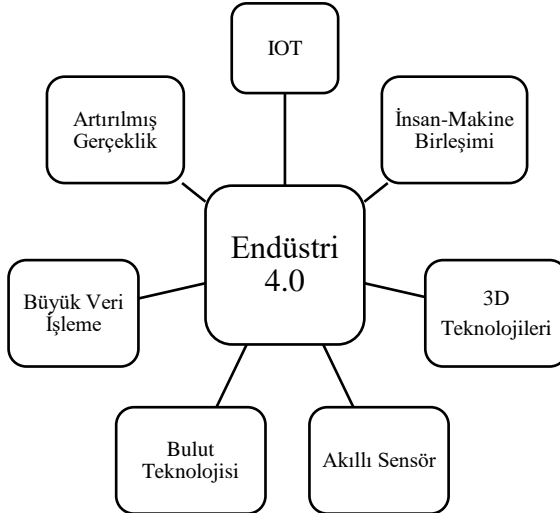 IOT
Artırılmış
Gerçeklik
İnsan-Makine
Birleşimi
Endüstri
4.0
Büyük Veri
İşleme
3D
Teknolojileri
Bulut
Teknolojisi
Akıllı Sensör